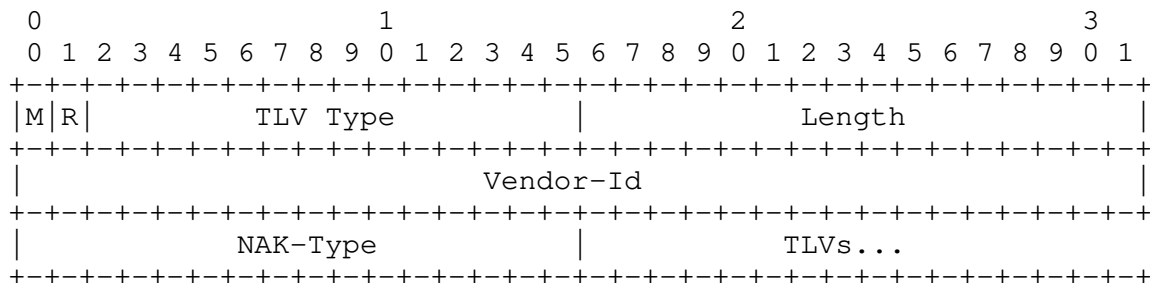 0                   1                   2                   3
 0 1 2 3 4 5 6 7 8 9 0 1 2 3 4 5 6 7 8 9 0 1 2 3 4 5 6 7 8 9 0 1
+-+-+-+-+-+-+-+-+-+-+-+-+-+-+-+-+-+-+-+-+-+-+-+-+-+-+-+-+-+-+-+-+
|M|R|         TLV Type          |            Length             |
+-+-+-+-+-+-+-+-+-+-+-+-+-+-+-+-+-+-+-+-+-+-+-+-+-+-+-+-+-+-+-+-+
|                          Vendor-Id                            |
+-+-+-+-+-+-+-+-+-+-+-+-+-+-+-+-+-+-+-+-+-+-+-+-+-+-+-+-+-+-+-+-+
|            NAK-Type           |           TLVs...
+-+-+-+-+-+-+-+-+-+-+-+-+-+-+-+-+-+-+-+-+-+-+-+-+-+-+-+-+-+-+-+-+